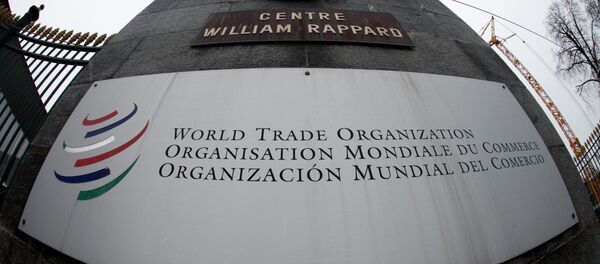 CENTRE
WILLIAM RAPPARD
WORLD TRADE ORGANIZATION
ORGANISATION MONDIALE DU COMMERCE
ORGANIZACIÓN MUNDIAL DEL COMERCIO